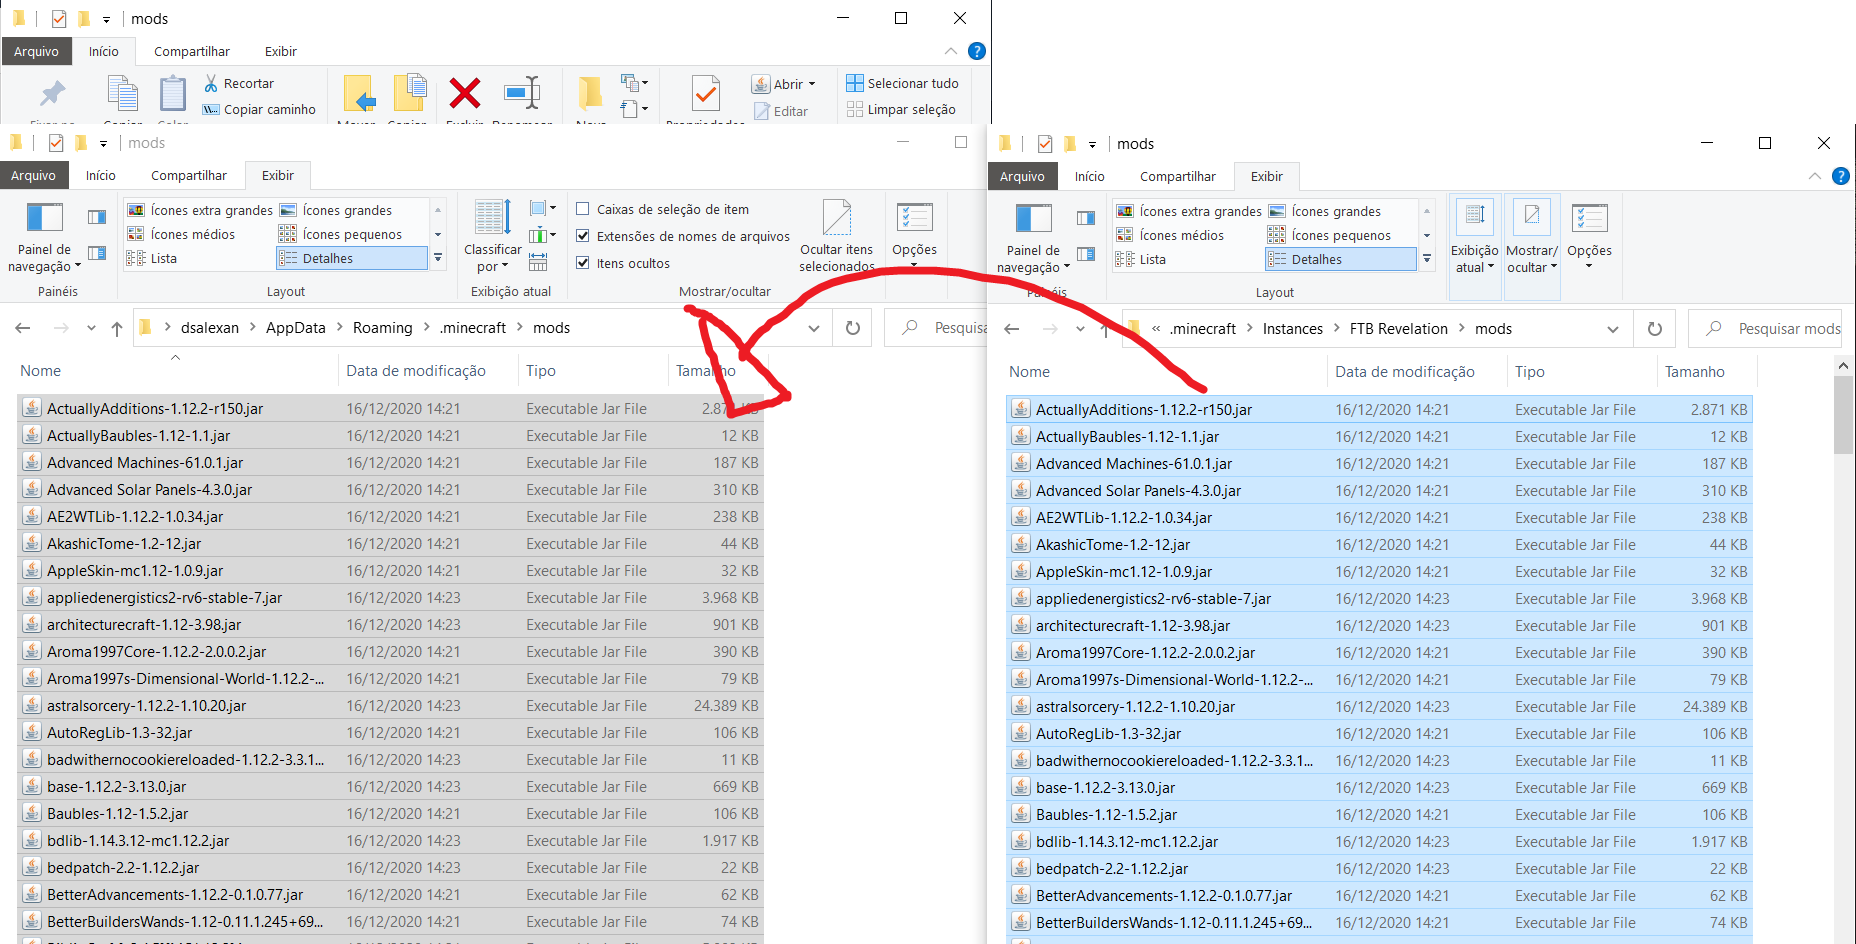 mods
Arquivo Início Compartilhar Exibir
Recortar
Copiar caminho
Abrir
Editar
Selecionar tudo
Limpar seleção
mods
Arquivo Início Compartilhar Exibir
Painel de navegação
Ícones extra grandes Ícones grandes
Ícones médios Ícones pequenos
Lista Detalhes
Classificar por
Caixas de seleção de item
Extensões de nomes de arquivos
Itens ocultos
Ocultar itens selecionados
Opções
Painéis Layout Exibição atual Mostrar/ocultar
dsalexan AppData Roaming .minecraft mods
Pesquisa
Nome Data de modificação Tipo Tamanho
ActuallyAdditions-1.12.2-r150.jar 16/12/2020 14:21 Executable Jar File
ActuallyBaubles-1.12-1.1.jar 16/12/2020 14:21 Executable Jar File 12 KB
Advanced Machines-61.0.1.jar 16/12/2020 14:21 Executable Jar File 187 KB
Advanced Solar Panels-4.3.0.jar 16/12/2020 14:21 Executable Jar File 310 KB
AE2WTLib-1.12.2-1.0.34.jar 16/12/2020 14:21 Executable Jar File 238 KB
AkashicTome-1.2-12.jar 16/12/2020 14:21 Executable Jar File 44 KB
AppleSkin-mc1.12-1.0.9.jar 16/12/2020 14:21 Executable Jar File 32 KB
appliedenergistics2-rv6-stable-7.jar 16/12/2020 14:23 Executable Jar File 3.968 KB
architecturecraft-1.12-3.98.jar 16/12/2020 14:23 Executable Jar File 901 KB
Aroma1997Core-1.12.2-2.0.0.2.jar 16/12/2020 14:21 Executable Jar File 390 KB
Aroma1997s-Dimensional-World-1.12.2-... 16/12/2020 14:21 Executable Jar File 79 KB
astralsorcery-1.12.2-1.10.20.jar 16/12/2020 14:23 Executable Jar File 24.389 KB
AutoRegLib-1.3-32.jar 16/12/2020 14:21 Executable Jar File 106 KB
badwithernocookiereloaded-1.12.2-3.3.1... 16/12/2020 14:23 Executable Jar File 11 KB
base-1.12.2-3.13.0.jar 16/12/2020 14:23 Executable Jar File 669 KB
Baubles-1.12-1.5.2.jar 16/12/2020 14:21 Executable Jar File 106 KB
bdlib-1.14.3.12-mc1.12.2.jar 16/12/2020 14:23 Executable Jar File 1.917 KB
bedpatch-2.2-1.12.2.jar 16/12/2020 14:23 Executable Jar File 22 KB
BetterAdvancements-1.12.2-0.1.0.77.jar 16/12/2020 14:21 Executable Jar File 62 KB
BetterBuildersWands-1.12-0.11.1.245+69... 16/12/2020 14:21 Executable Jar File 74 KB
mods
Arquivo Início Compartilhar Exibir
Painel de navegação
Ícones extra grandes Ícones grandes
Ícones médios Ícones pequenos
Lista Detalhes
Exibição atual
Mostrar/ocultar
Opções
Painéis Layout
« .minecraft Instances FTB Revelation mods
Pesquisar mods
Nome Data de modificação Tipo Tamanho
ActuallyAdditions-1.12.2-r150.jar 16/12/2020 14:21 Executable Jar File 2.871 KB
ActuallyBaubles-1.12-1.1.jar 16/12/2020 14:21 Executable Jar File 12 KB
Advanced Machines-61.0.1.jar 16/12/2020 14:21 Executable Jar File 187 KB
Advanced Solar Panels-4.3.0.jar 16/12/2020 14:21 Executable Jar File 310 KB
AE2WTLib-1.12.2-1.0.34.jar 16/12/2020 14:21 Executable Jar File 238 KB
AkashicTome-1.2-12.jar 16/12/2020 14:21 Executable Jar File 44 KB
AppleSkin-mc1.12-1.0.9.jar 16/12/2020 14:21 Executable Jar File 32 KB
appliedenergistics2-rv6-stable-7.jar 16/12/2020 14:23 Executable Jar File 3.968 KB
architecturecraft-1.12-3.98.jar 16/12/2020 14:23 Executable Jar File 901 KB
Aroma1997Core-1.12.2-2.0.0.2.jar 16/12/2020 14:21 Executable Jar File 390 KB
Aroma1997s-Dimensional-World-1.12.2-... 16/12/2020 14:21 Executable Jar File 79 KB
astralsorcery-1.12.2-1.10.20.jar 16/12/2020 14:23 Executable Jar File 24.389 KB
AutoRegLib-1.3-32.jar 16/12/2020 14:21 Executable Jar File 106 KB
badwithernocookiereloaded-1.12.2-3.3.1... 16/12/2020 14:23 Executable Jar File 11 KB
base-1.12.2-3.13.0.jar 16/12/2020 14:23 Executable Jar File 669 KB
Baubles-1.12-1.5.2.jar 16/12/2020 14:21 Executable Jar File 106 KB
bdlib-1.14.3.12-mc1.12.2.jar 16/12/2020 14:23 Executable Jar File 1.917 KB
bedpatch-2.2-1.12.2.jar 16/12/2020 14:23 Executable Jar File 22 KB
BetterAdvancements-1.12.2-0.1.0.77.jar 16/12/2020 14:21 Executable Jar File 62 KB
BetterBuildersWands-1.12-0.11.1.245+69... 16/12/2020 14:21 Executable Jar File 74 KB